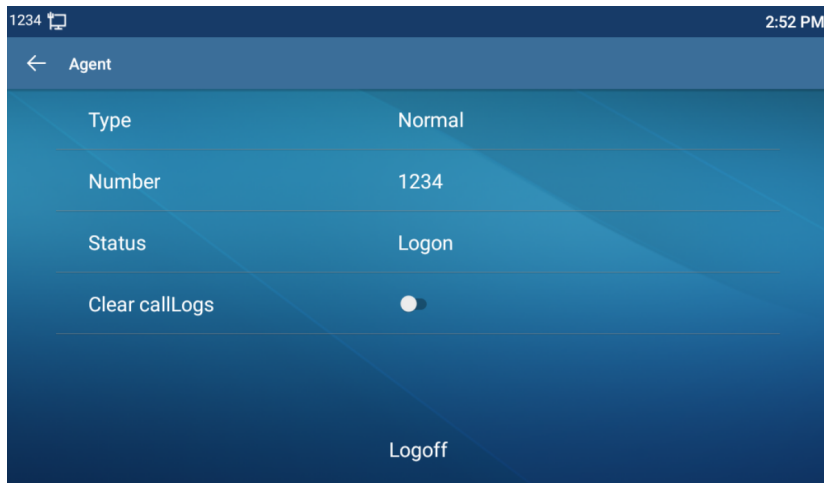 1234 2:52 PM
Agent
Type Normal
Number 1234
Status Logon
Clear callLogs
Logoff